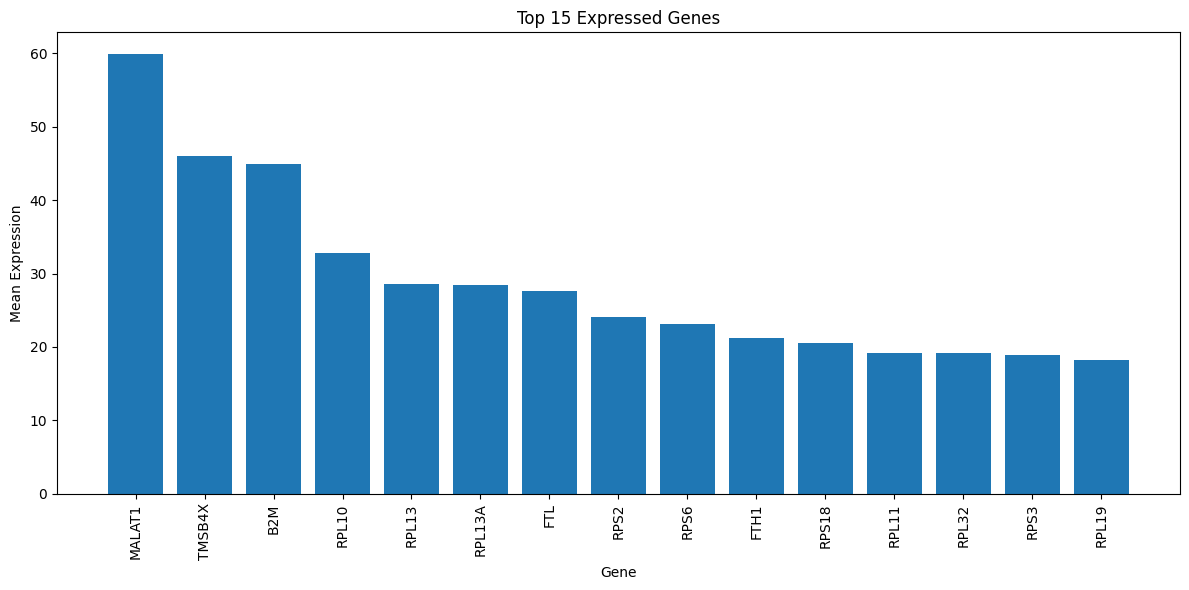 Top 15 Expressed Genes
Mean Expression
60
50
40
30
20
10
0
MALAT1
TMSB4X
B2M
RPL10
RPL13
RPL13A
FTL
RPS2
RPS6
FTH1
RPS18
RPL11
RPL32
RPS3
RPL19
Gene